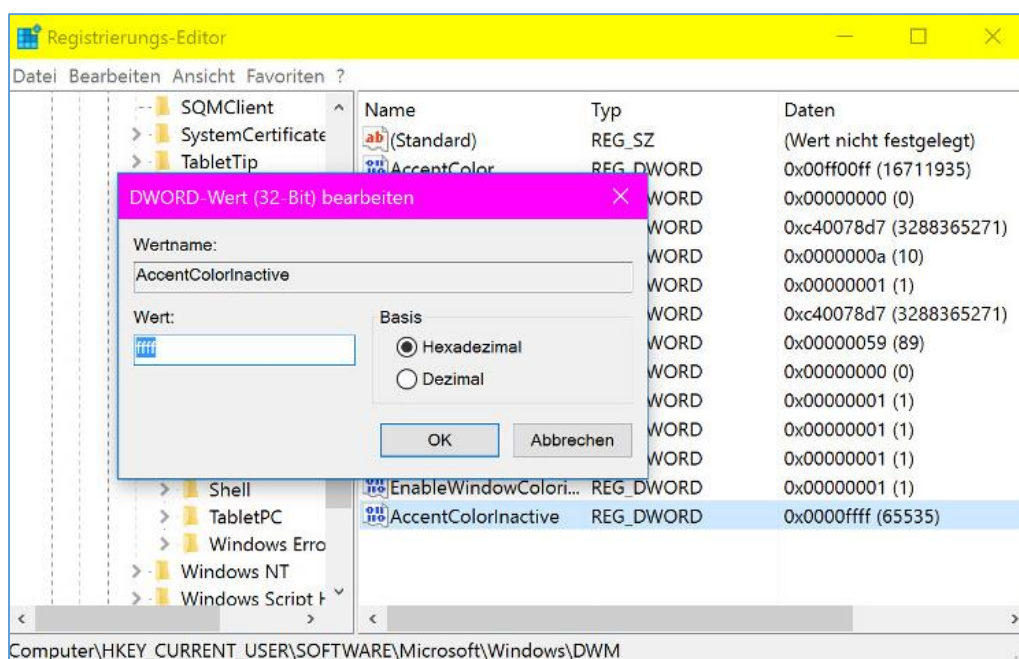 Registrierungs-Editor
Datei Bearbeiten Ansicht Favoriten ?
SQMClient
SystemCertificate
TabletTip
Name Typ Daten
(Standard) REG_SZ (Wert nicht festgelegt)
AccentColor REG_DWORD 0x00ff00ff (16711935)
WORD 0x00000000 (0)
WORD 0xc40078d7 (3288365271)
WORD 0x0000000a (10)
WORD 0x00000001 (1)
WORD 0xc40078d7 (3288365271)
WORD 0x00000059 (89)
WORD 0x00000000 (0)
WORD 0x00000001 (1)
WORD 0x00000001 (1)
WORD 0x00000001 (1)
DWORD-Wert (32-Bit) bearbeiten
Wertname:
AccentColorInactive
Wert:
ffff
Basis
Hexadezimal
Dezimal
OK Abbrechen
Shell
TabletPC
Windows Erro
Windows NT
Windows Script H
EnableWindowColori... REG_DWORD 0x00000001 (1)
AccentColorInactive REG_DWORD 0x0000ffff (65535)
Computer\HKEY_CURRENT_USER\SOFTWARE\Microsoft\Windows\DWM